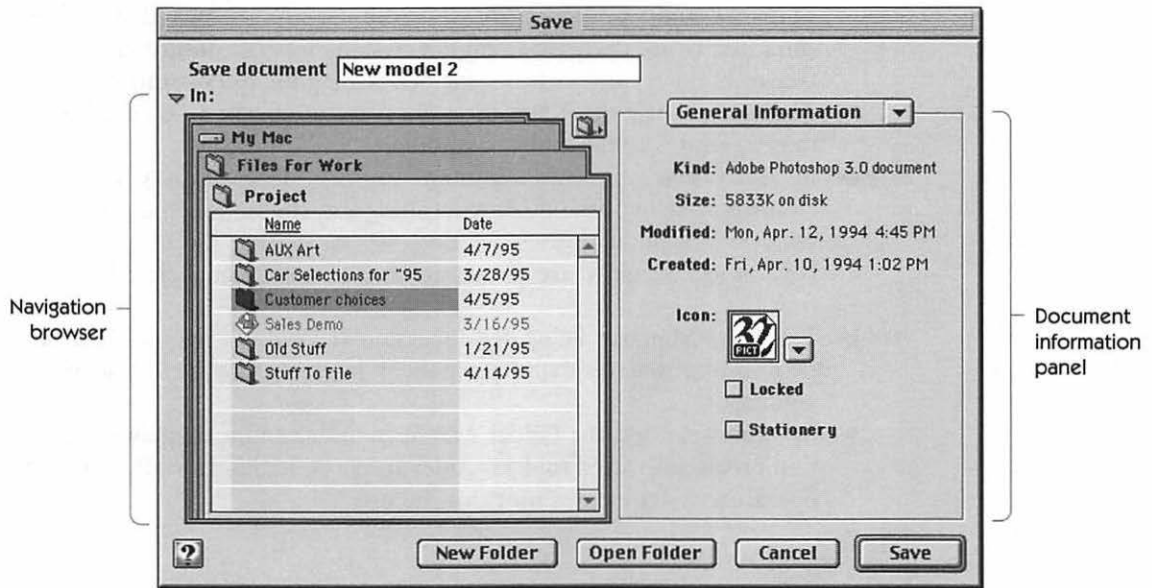 Save
Save document New model 2
In:
My Mac
Files For Work
Project
Name Date
AUX Art 4/7/95
Car Selections for "95 3/28/95
Customer choices 4/5/95
Sales Demo 3/16/95
Old Stuff 1/21/95
Stuff To File 4/14/95
General Information
Kind: Adobe Photoshop 3.0 document
Size: 5833K on disk
Modified: Mon, Apr. 12, 1994 4:45 PM
Created: Fri, Apr. 10, 1994 1:02 PM
Icon:
PICT
Locked
Stationery
?
New Folder
Open Folder
Cancel
Save
Navigation
browser
Document
information
panel